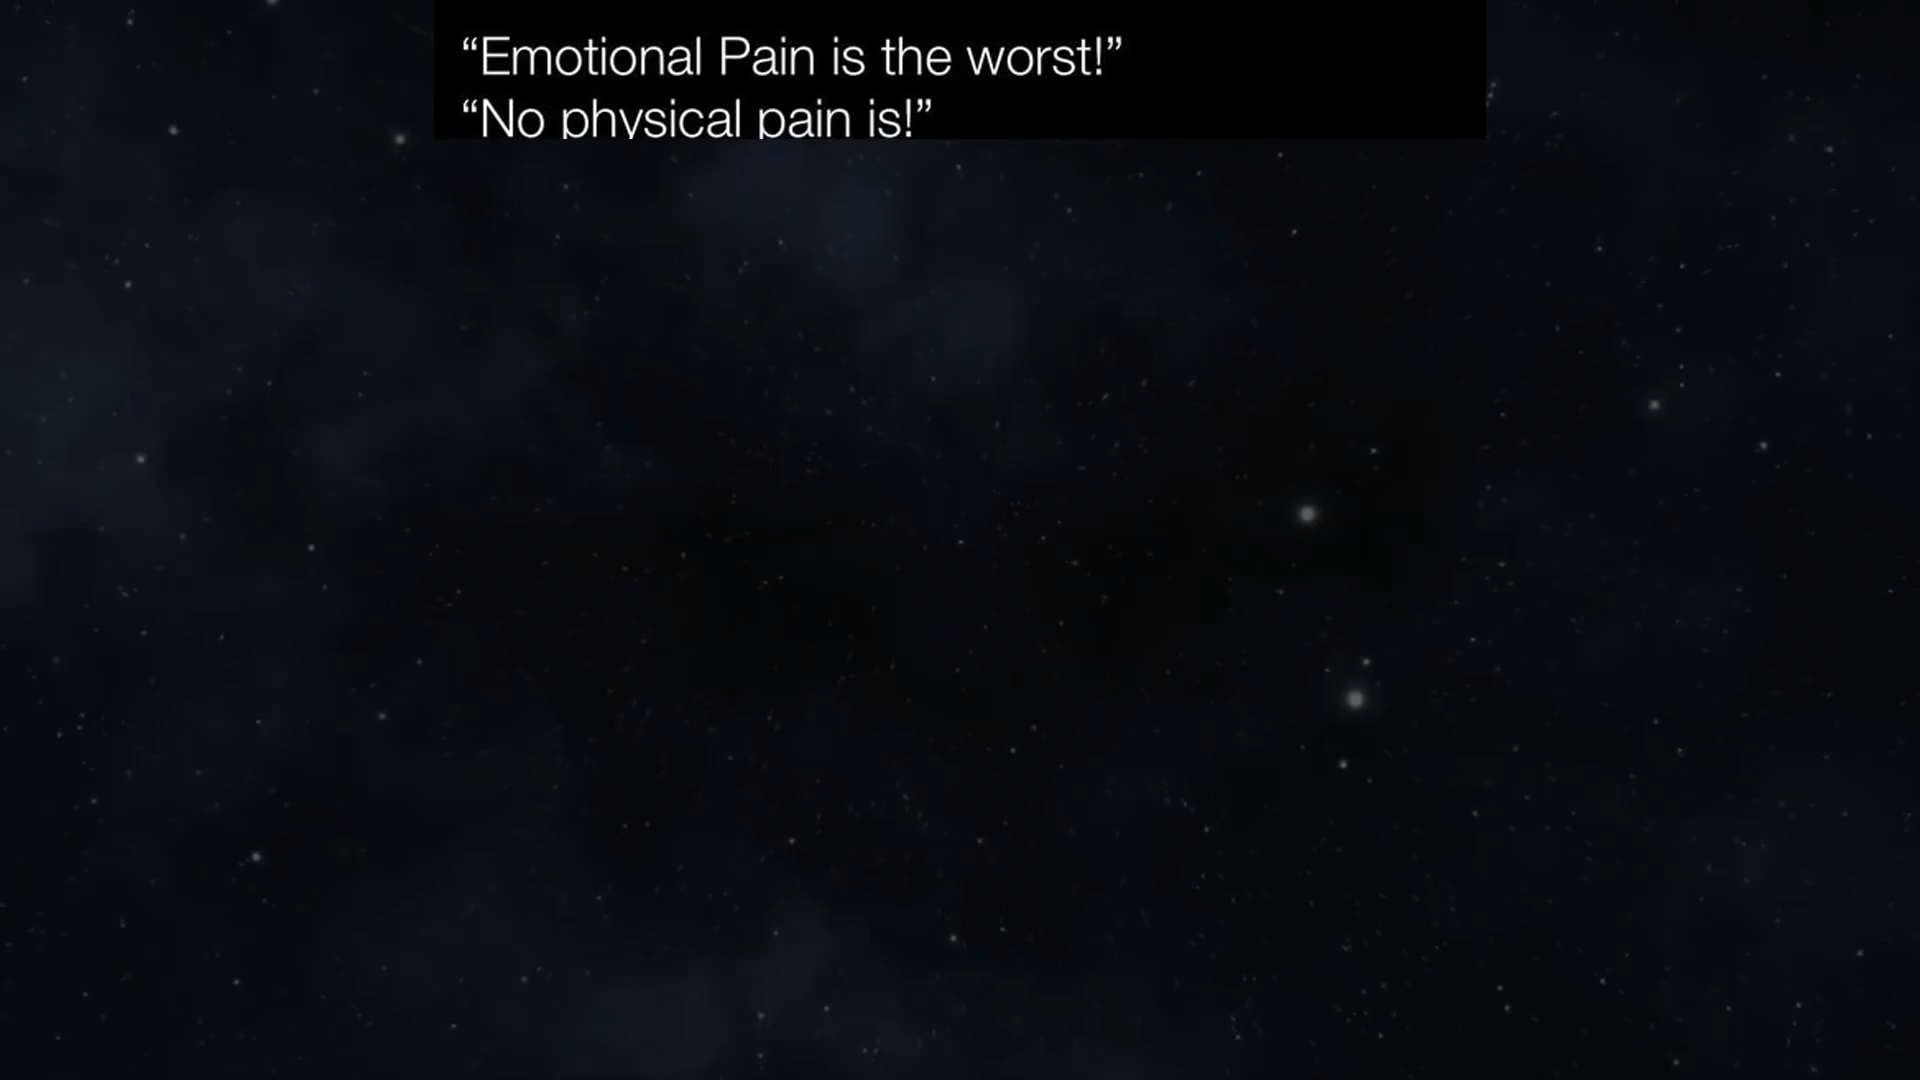 “Emotional Pain is the worst!”
“No physical pain is!”